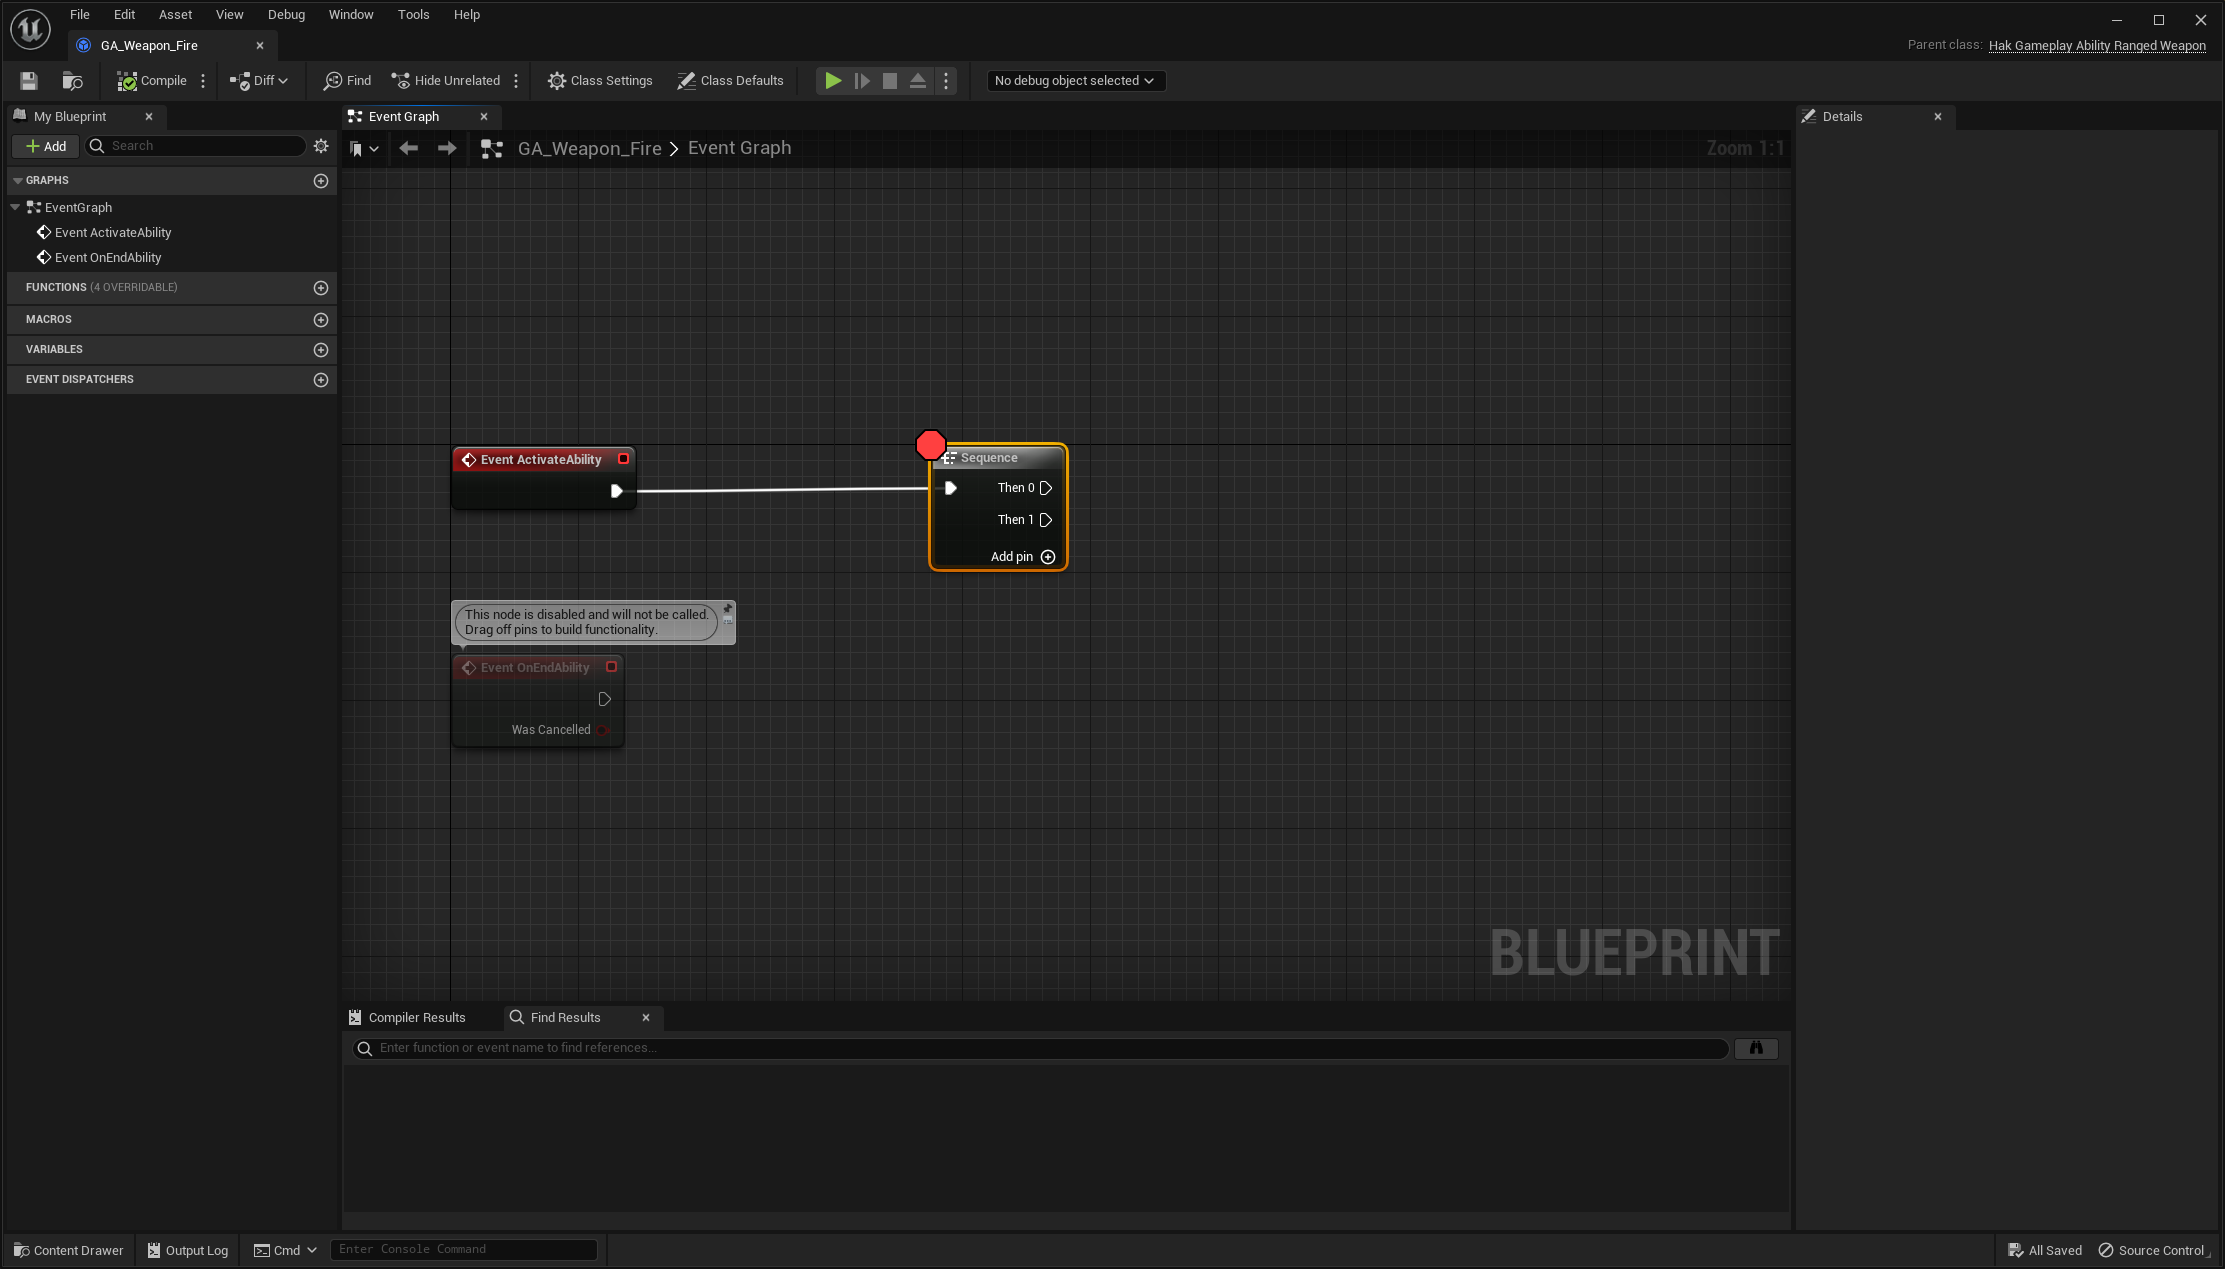 File Edit Asset View Debug Window Tools Help
GA_Weapon_Fire
Parent class: Hak Gameplay Ability Ranged Weapon
Compile Diff Find Hide Unrelated Class Settings Class Defaults No debug object selected
My Blueprint
Event Graph
Details
Add Search
GA_Weapon_Fire > Event Graph
Zoom 1:1
GRAPHS
EventGraph
Event ActivateAbility
Event OnEndAbility
FUNCTIONS (4 OVERRIDABLE)
MACROS
VARIABLES
EVENT DISPATCHERS
Event ActivateAbility
Sequence
Then 0
Then 1
Add pin
This node is disabled and will not be called.
Drag off pins to build functionality.
Event OnEndAbility
Was Cancelled
BLUEPRINT
Compiler Results Find Results
Enter function or event name to find references...
Content Drawer Output Log Cmd Enter Console Command All Saved Source Control